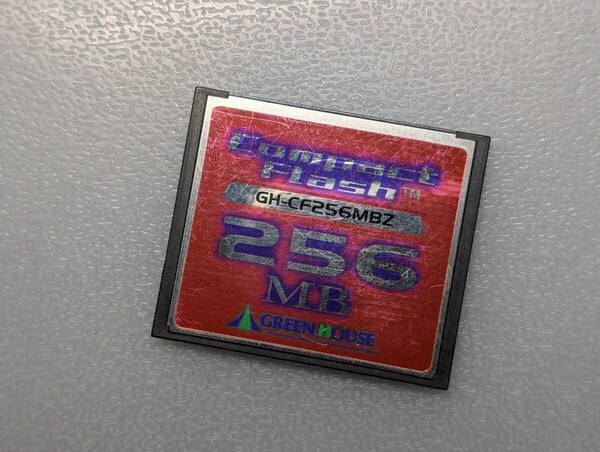 Compact
Flash™
GH-CF256MBZ
256
MB
GREEN HOUSE